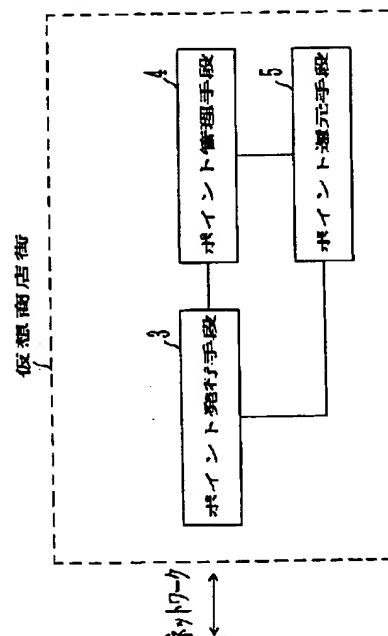 仮想商店街
ネットワーク
3
ポイント発行手段
4
ポイント管理手段
5
ポイント還元手段